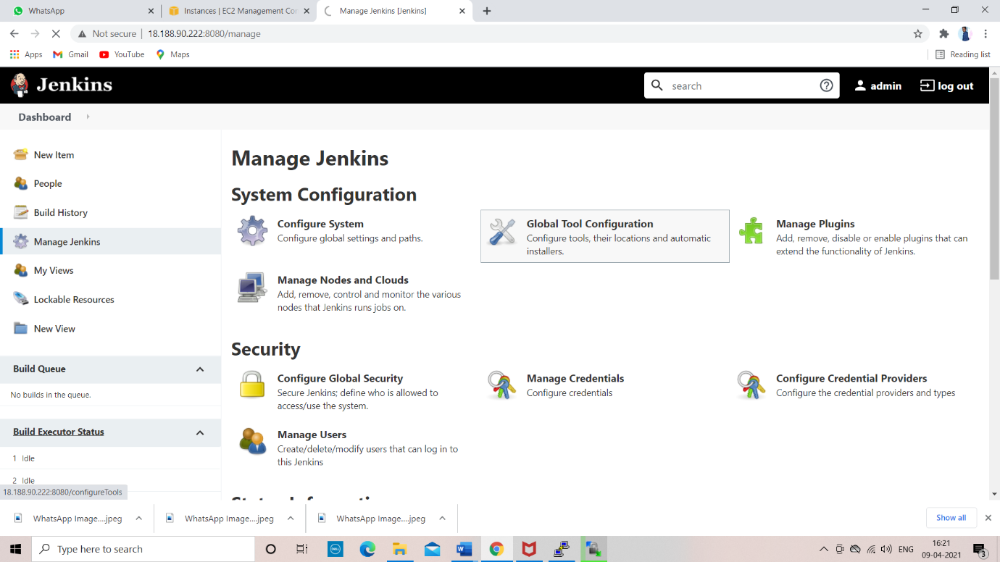 WhatsApp
Instances | EC2 Management Con
Manage Jenkins [Jenkins]
Not secure
18.188.90.222:8080/manage
Apps
Gmail
YouTube
Maps
Reading list
Jenkins
search
admin
log out
Dashboard
New Item
People
Build History
Manage Jenkins
My Views
Lockable Resources
New View
Build Queue
No builds in the queue.
Build Executor Status
1 Idle
2 Idle
18.188.90.222:8080/configureTools
Manage Jenkins
System Configuration
Configure System
Configure global settings and paths.
Global Tool Configuration
Configure tools, their locations and automatic
installers.
Manage Plugins
Add, remove, disable or enable plugins that can
extend the functionality of Jenkins.
Manage Nodes and Clouds
Add, remove, control and monitor the various
nodes that Jenkins runs jobs on.
Security
Configure Global Security
Secure Jenkins; define who is allowed to
access/use the system.
Manage Credentials
Configure credentials
Configure Credential Providers
Configure the credential providers and types
Manage Users
Create/delete/modify users that can log in to
this Jenkins
WhatsApp Image....jpeg
WhatsApp Image....jpeg
WhatsApp Image....jpeg
Show all
Type here to search
ENG
16:21
09-04-2021
3